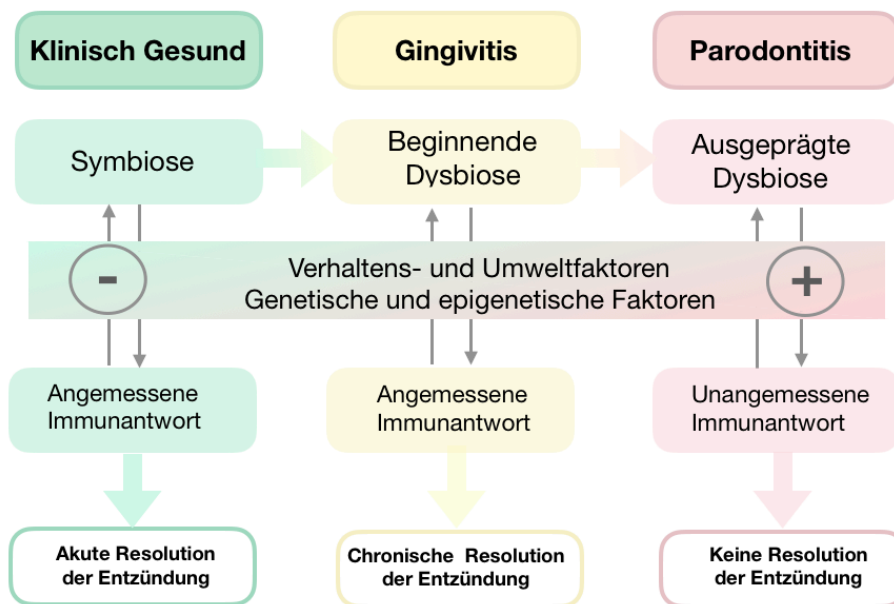 Klinisch Gesund
Gingivitis
Parodontitis
Symbiose
Beginnende
Dysbiose
Ausgeprägte
Dysbiose
-
Verhaltens- und Umweltfaktoren
Genetische und epigenetische Faktoren
+
Angemessene
Immunantwort
Angemessene
Immunantwort
Unangemessene
Immunantwort
Akute Resolution
der Entzündung
Chronische Resolution
der Entzündung
Keine Resolution
der Entzündung